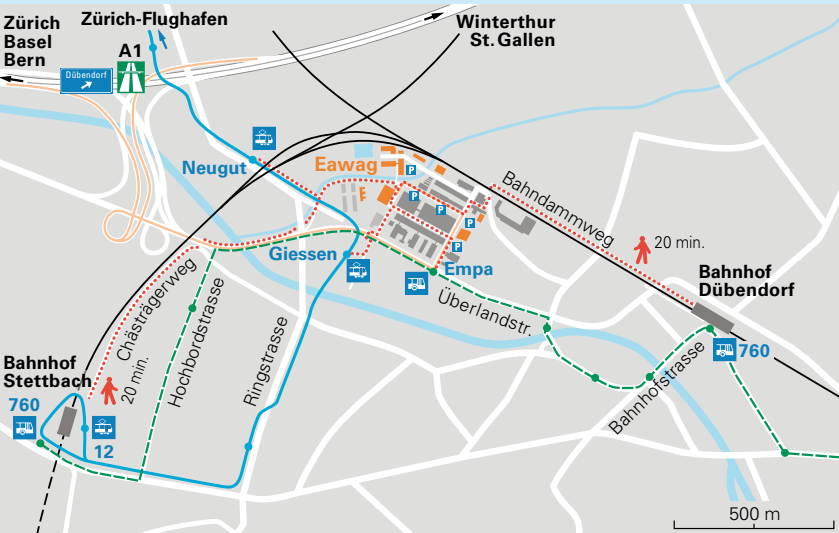 Zürich
Basel
Bern
Zürich-Flughafen
A1
Dübendorf
Winterthur
St. Gallen
Neugut
Eawag
P
P
P
P
P
Bahndammweg
20 min.
Giessen
Empa
Überlandstr.
Bahnhof
Dübendorf
760
Bahnhofstrasse
Chästrägerweg
20 min.
Hochbordstrasse
Ringstrasse
Bahnhof
Stettbach
760
12
500 m